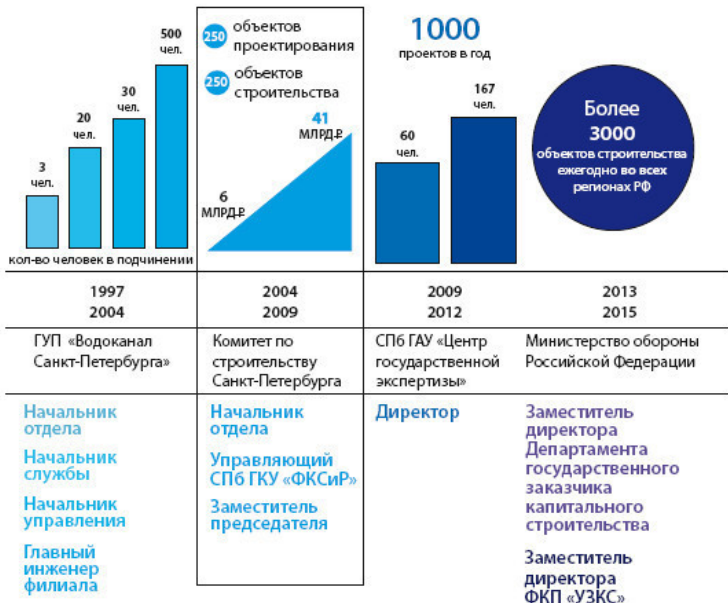 500
чел.
30
чел.
20
чел.
3
чел.
кол-во человек в подчинении
250 объектов
проектирования
250 объектов
строительства
41
МЛРД.₽
6
МЛРД.₽
1000
проектов в год
167
чел.
60
чел.
Более
3000
объектов строительства
ежегодно во всех
регионах РФ
1997
2004
2004
2009
2009
2012
2013
2015
ГУП «Водоканал
Санкт-Петербурга»
Комитет по
строительству
Санкт-Петербурга
СПб ГАУ «Центр
государственной
экспертизы»
Министерство обороны
Российской Федерации
Начальник
отдела
Начальник
службы
Начальник
управления
Главный
инженер
филиала
Начальник
отдела
Управляющий
СПб ГКУ «ФКСиР»
Заместитель
председателя
Директор
Заместитель
директора
Департамента
государственного
заказчика
капитального
строительства
Заместитель
директора
ФКП «УЗКС»